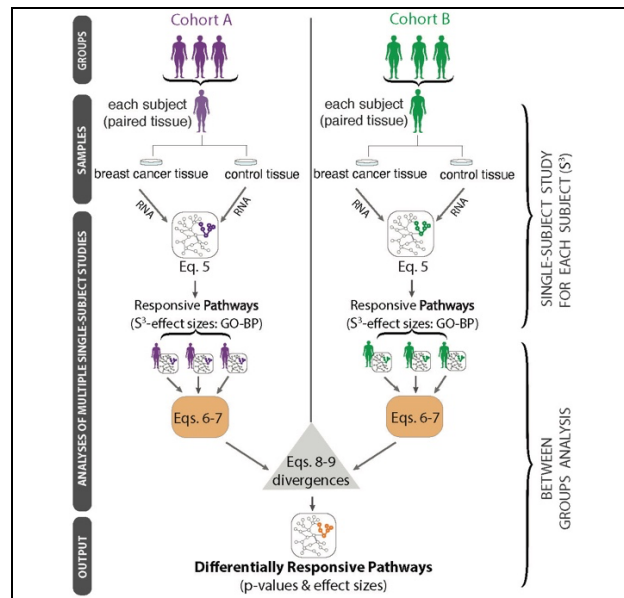 GROUPS
Cohort A
Cohort B
SAMPLES
each subject
(paired tissue)
each subject
(paired tissue)
breast cancer tissue
control tissue
breast cancer tissue
control tissue
RNA
RNA
RNA
RNA
SINGLE-SUBJECT STUDY
FOR EACH SUBJECT (S³)
ANALYSES OF MULTIPLE SINGLE-SUBJECT STUDIES
Eq. 5
Eq. 5
Responsive Pathways
(S³-effect sizes: GO-BP)
Responsive Pathways
(S³-effect sizes: GO-BP)
Eqs. 6-7
Eqs. 6-7
Eqs. 8-9
divergences
BETWEEN
GROUPS ANALYSIS
OUTPUT
Differentially Responsive Pathways
(p-values & effect sizes)